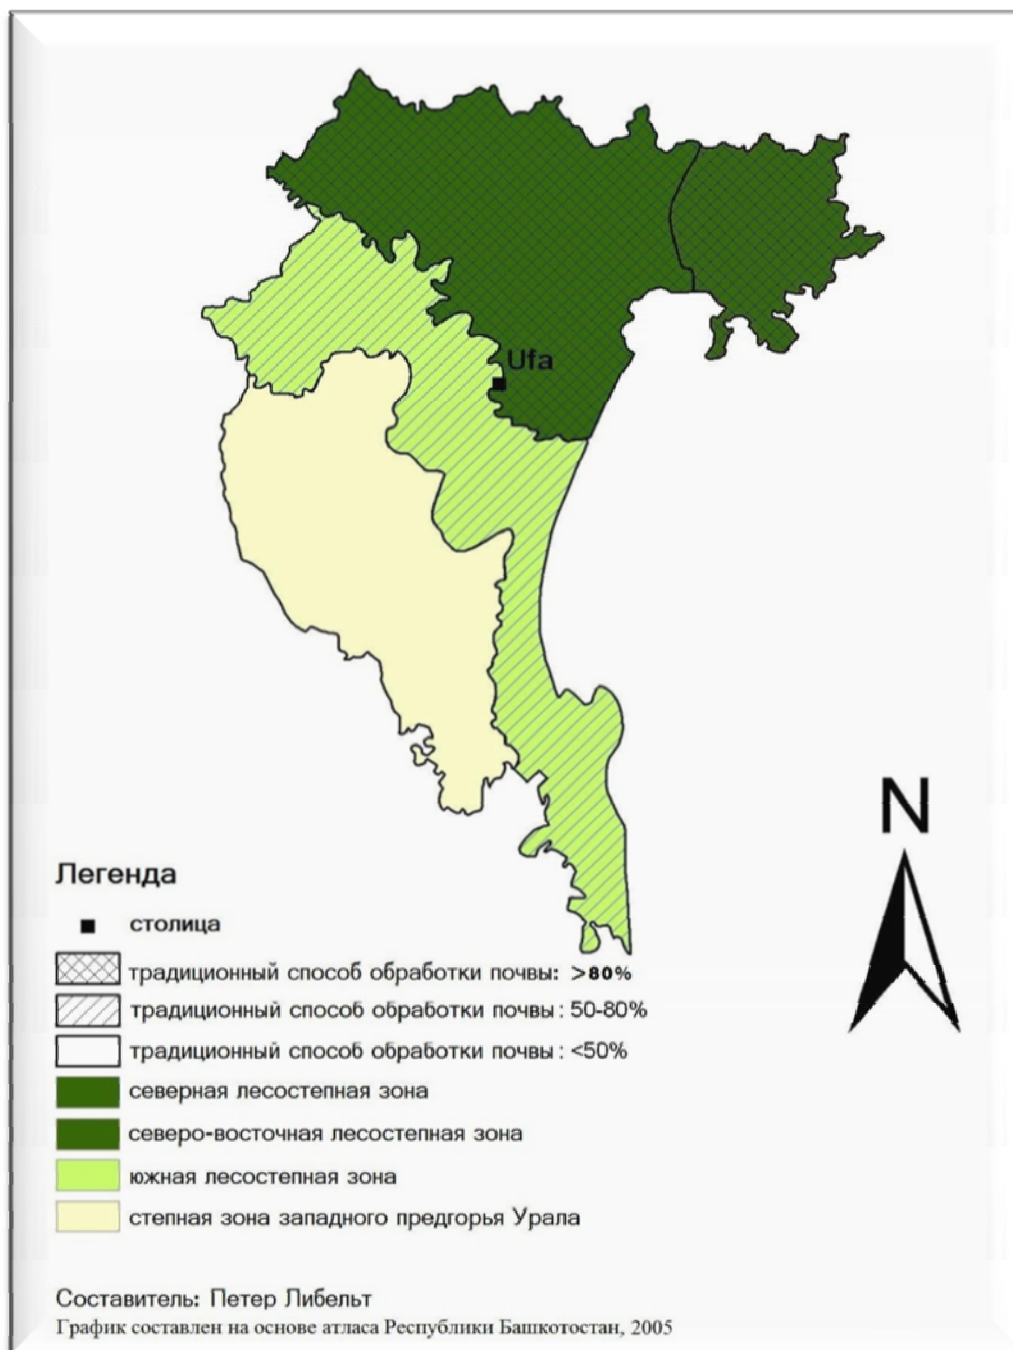 Ufa
N
Легенда
столица
традиционный способ обработки почвы: >80%
традиционный способ обработки почвы: 50-80%
традиционный способ обработки почвы: <50%
северная лесостепная зона
северо-восточная лесостепная зона
южная лесостепная зона
степная зона западного предгорья Урала
Составитель: Петер Либельт
График составлен на основе атласа Республики Башкотостан, 2005